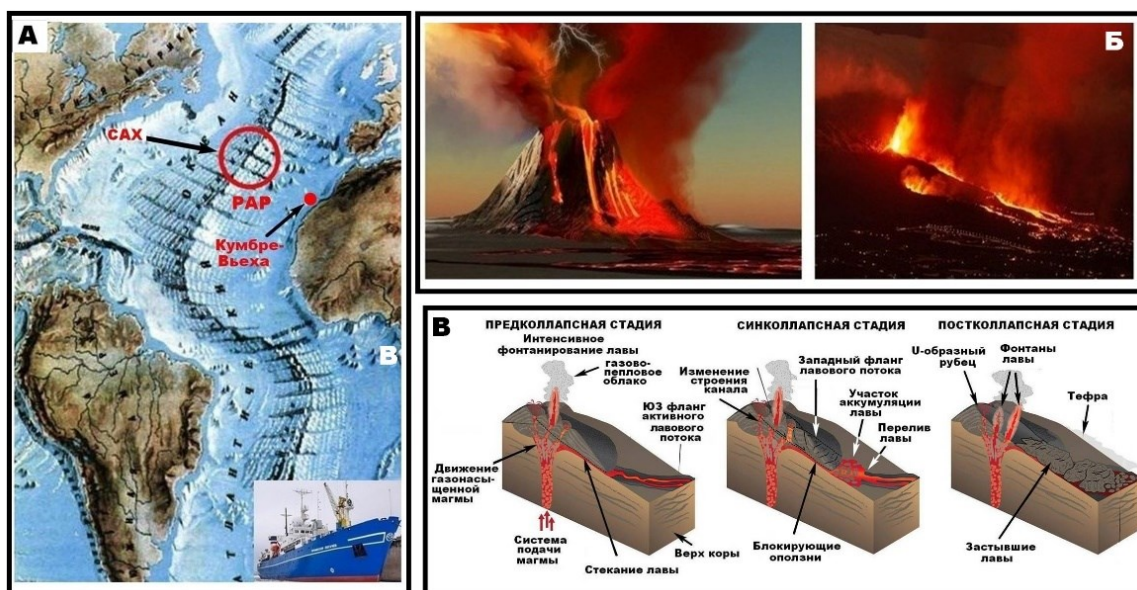 А
САХ
РАР
Кумбре-
Вьеха
В
Б
В
ПРЕДКОЛЛАПСНАЯ СТАДИЯ
Интенсивное
фонтанирование лавы
газово-
пепловое
облако
ЮЗ фланг
активного
лавового
потока
Движение
газонасы-
щенной
магмы
Система
подачи
магмы
Стекание лавы
Верх коры
СИНКОЛЛАПСНАЯ СТАДИЯ
Изменение
строения
канала
Западный фланг
лавового потока
Участок
аккумуляции
лавы
Перелив
лавы
Блокирующие
оползни
ПОСТКОЛЛАПСНАЯ СТАДИЯ
U-образный
рубец
Фонтаны
лавы
Тефра
Застывшие
лавы